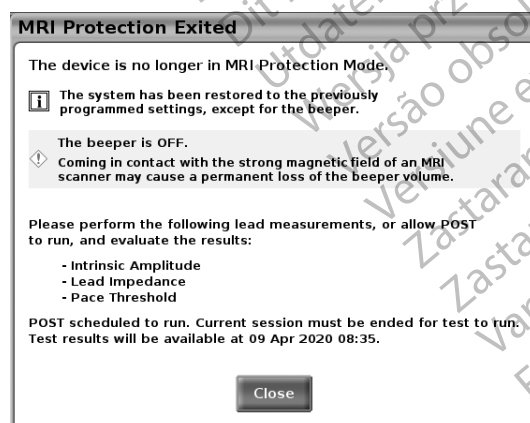 MRI Protection Exited
The device is no longer in MRI Protection Mode.
i The system has been restored to the previously
programmed settings, except for the beeper.
The beeper is OFF.
Coming in contact with the strong magnetic field of an MRI
scanner may cause a permanent loss of the beeper volume.
Please perform the following lead measurements, or allow POST
to run, and evaluate the results:
- Intrinsic Amplitude
- Lead Impedance
- Pace Threshold
POST scheduled to run. Current session must be ended for test to run.
Test results will be available at 09 Apr 2020 08:35.
Close
Versão obsol